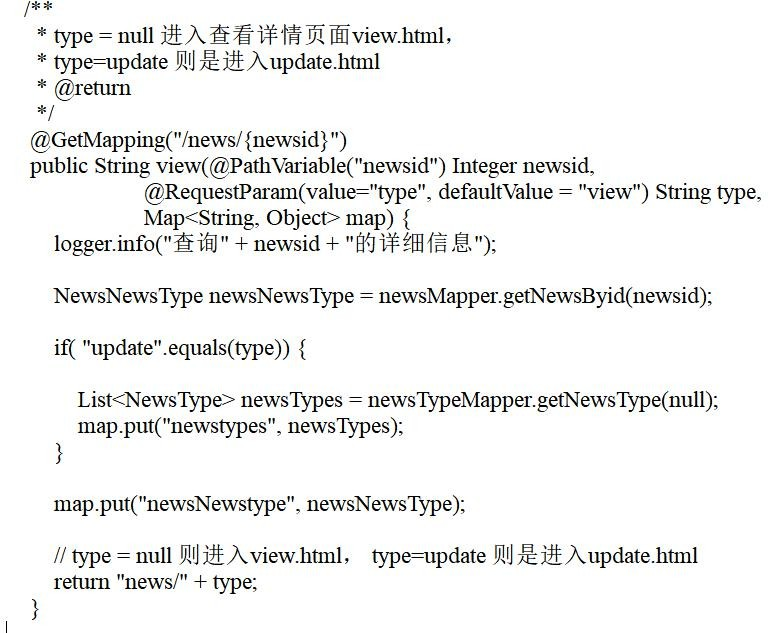 /**
* type = null 进入查看详情页面view.html，
* type=update 则是进入update.html
* @return
*/
@GetMapping("/news/{newsid}")
public String view(@PathVariable("newsid") Integer newsid,
@RequestParam(value="type", defaultValue = "view") String type,
Map<String, Object> map) {
logger.info("查询" + newsid + "的详细信息");
NewsNewsType newsNewsType = newsMapper.getNewsByid(newsid);
if( "update".equals(type)) {
List<NewsType> newsTypes = newsTypeMapper.getNewsType(null);
map.put("newstypes", newsTypes);
}
map.put("newsNewstype", newsNewsType);
// type = null 则进入view.html， type=update 则是进入update.html
return "news/" + type;
}